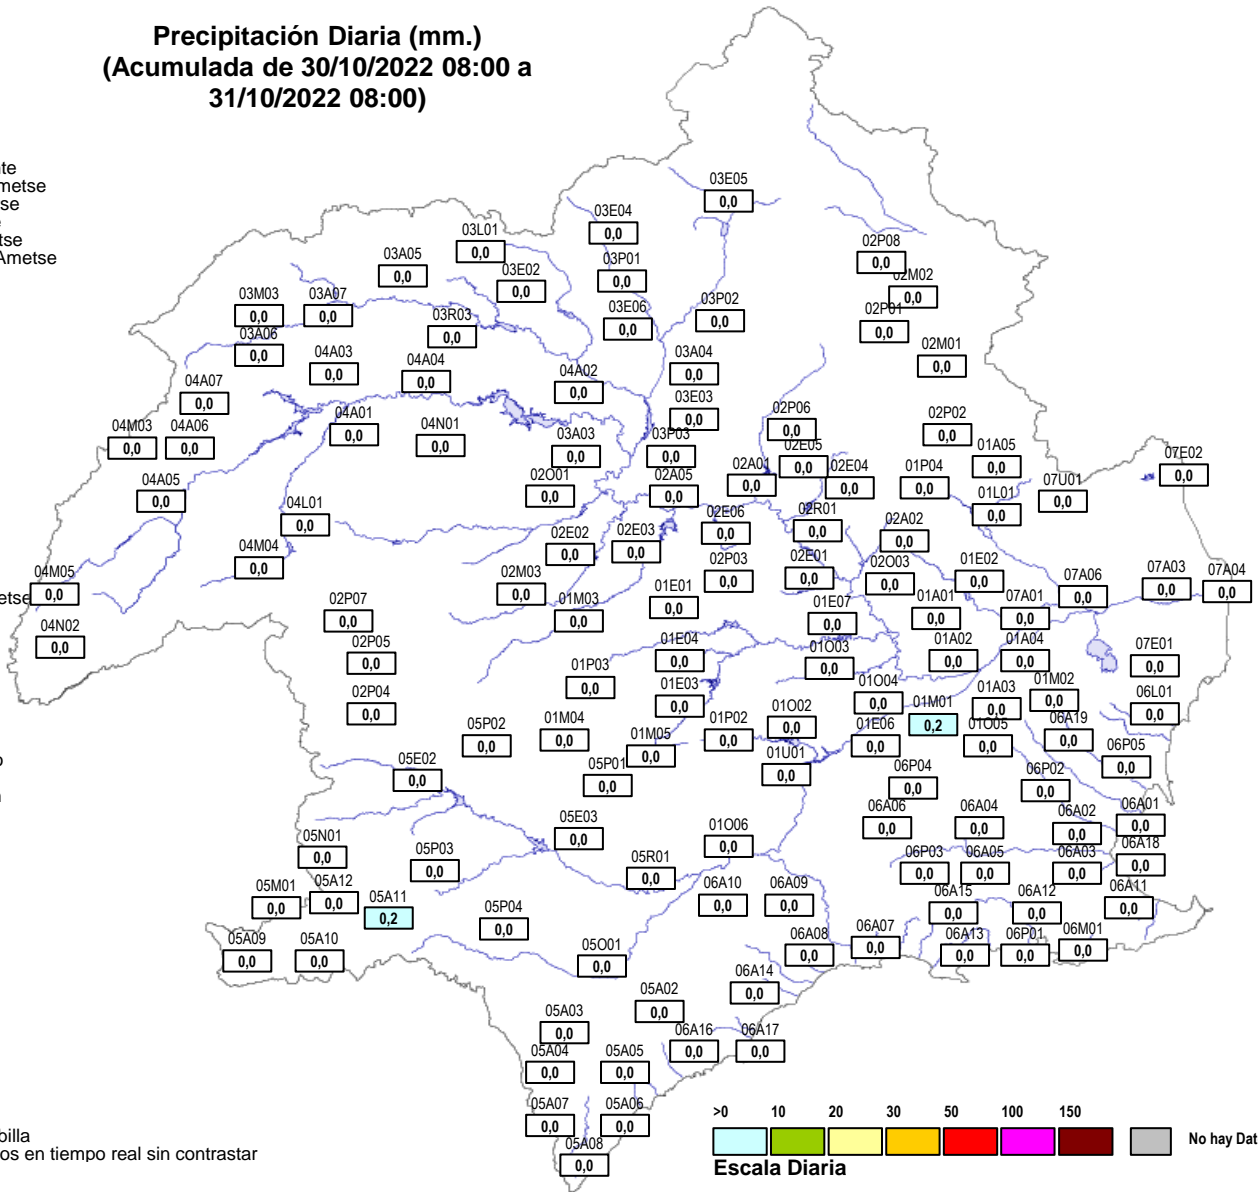 Precipitación Diaria (mm.)
(Acumulada de 30/10/2022 08:00 a
31/10/2022 08:00)
nte
metse
tse
e
tse
Ametse
03E05
0,0
03E04
0,0
03L01
0,0
02P08
0,0
03A05
0,0
03P01
0,0
03E02
0,0
02M02
0,0
03M03
0,0
03A07
0,0
03P02
0,0
03E06
0,0
02P01
0,0
03R03
0,0
03A06
0,0
02M01
0,0
04A03
0,0
04A04
0,0
03A04
0,0
04A02
0,0
04A07
0,0
03E03
0,0
04A01
0,0
02P06
0,0
02P02
0,0
04M03
0,0
04A06
0,0
04N01
0,0
03A03
0,0
03P03
0,0
02E05
0,0
01A05
0,0
07E02
0,0
04A05
0,0
02O01
0,0
02A05
0,0
02A01
0,0
02E04
0,0
01P04
0,0
07U01
0,0
04L01
0,0
01L01
0,0
02E06
0,0
02R01
0,0
02A02
0,0
02E02
0,0
02E03
0,0
04M04
0,0
04M05
0,0
02M03
0,0
02P03
0,0
02E01
0,0
02O03
0,0
01E02
0,0
07A06
0,0
07A03
0,0
07A04
0,0
etse
02P07
0,0
01M03
0,0
01E01
0,0
01E07
0,0
01A01
0,0
07A01
0,0
04N02
0,0
02P05
0,0
01E04
0,0
01O03
0,0
01A02
0,0
01A04
0,0
07E01
0,0
01P03
0,0
01E03
0,0
01O04
0,0
01M01
0,2
01A03
0,0
01M02
0,0
06L01
0,0
02P04
0,0
05P02
0,0
01M04
0,0
01M05
0,0
01P02
0,0
01O02
0,0
01E06
0,0
01O05
0,0
06A19
0,0
06P05
0,0
05E02
0,0
05P01
0,0
01U01
0,0
06P04
0,0
06P02
0,0
05E03
0,0
01O06
0,0
06A06
0,0
06A04
0,0
06A02
0,0
06A01
0,0
05N01
0,0
05P03
0,0
05R01
0,0
06P03
0,0
06A05
0,0
06A03
0,0
06A18
0,0
05M01
0,0
05A12
0,0
05A11
0,2
06A10
0,0
06A09
0,0
06A15
0,0
06A12
0,0
06A11
0,0
05P04
0,0
05A09
0,0
05A10
0,0
05O01
0,0
06A08
0,0
06A07
0,0
06A13
0,0
06P01
0,0
06M01
0,0
05A02
0,0
06A14
0,0
05A03
0,0
06A16
0,0
06A17
0,0
05A04
0,0
05A05
0,0
05A07
0,0
05A06
0,0
05A08
0,0
billa
os en tiempo real sin contrastar
>0 10 20 30 50 100 150
No hay Dat
Escala Diaria